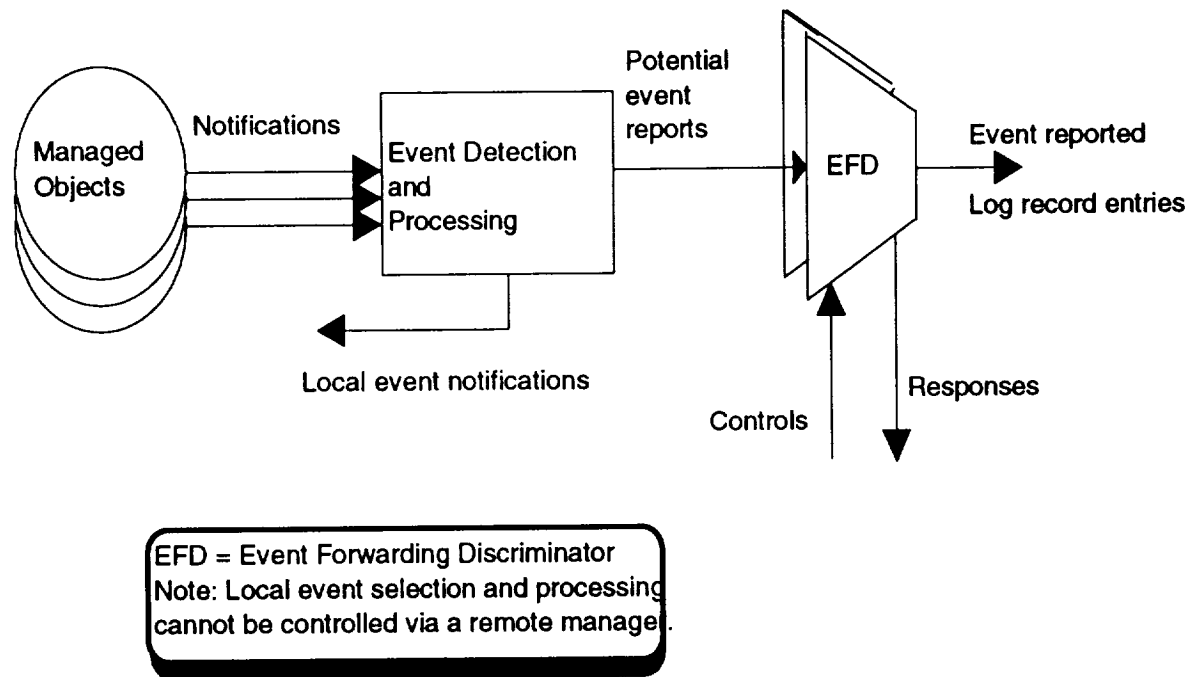 Managed
Objects
Notifications
Event Detection
and
Processing
Local event notifications
Potential
event
reports
EFD
Event reported
Log record entries
Controls
Responses
EFD = Event Forwarding Discriminator
Note: Local event selection and processing
cannot be controlled via a remote manager.